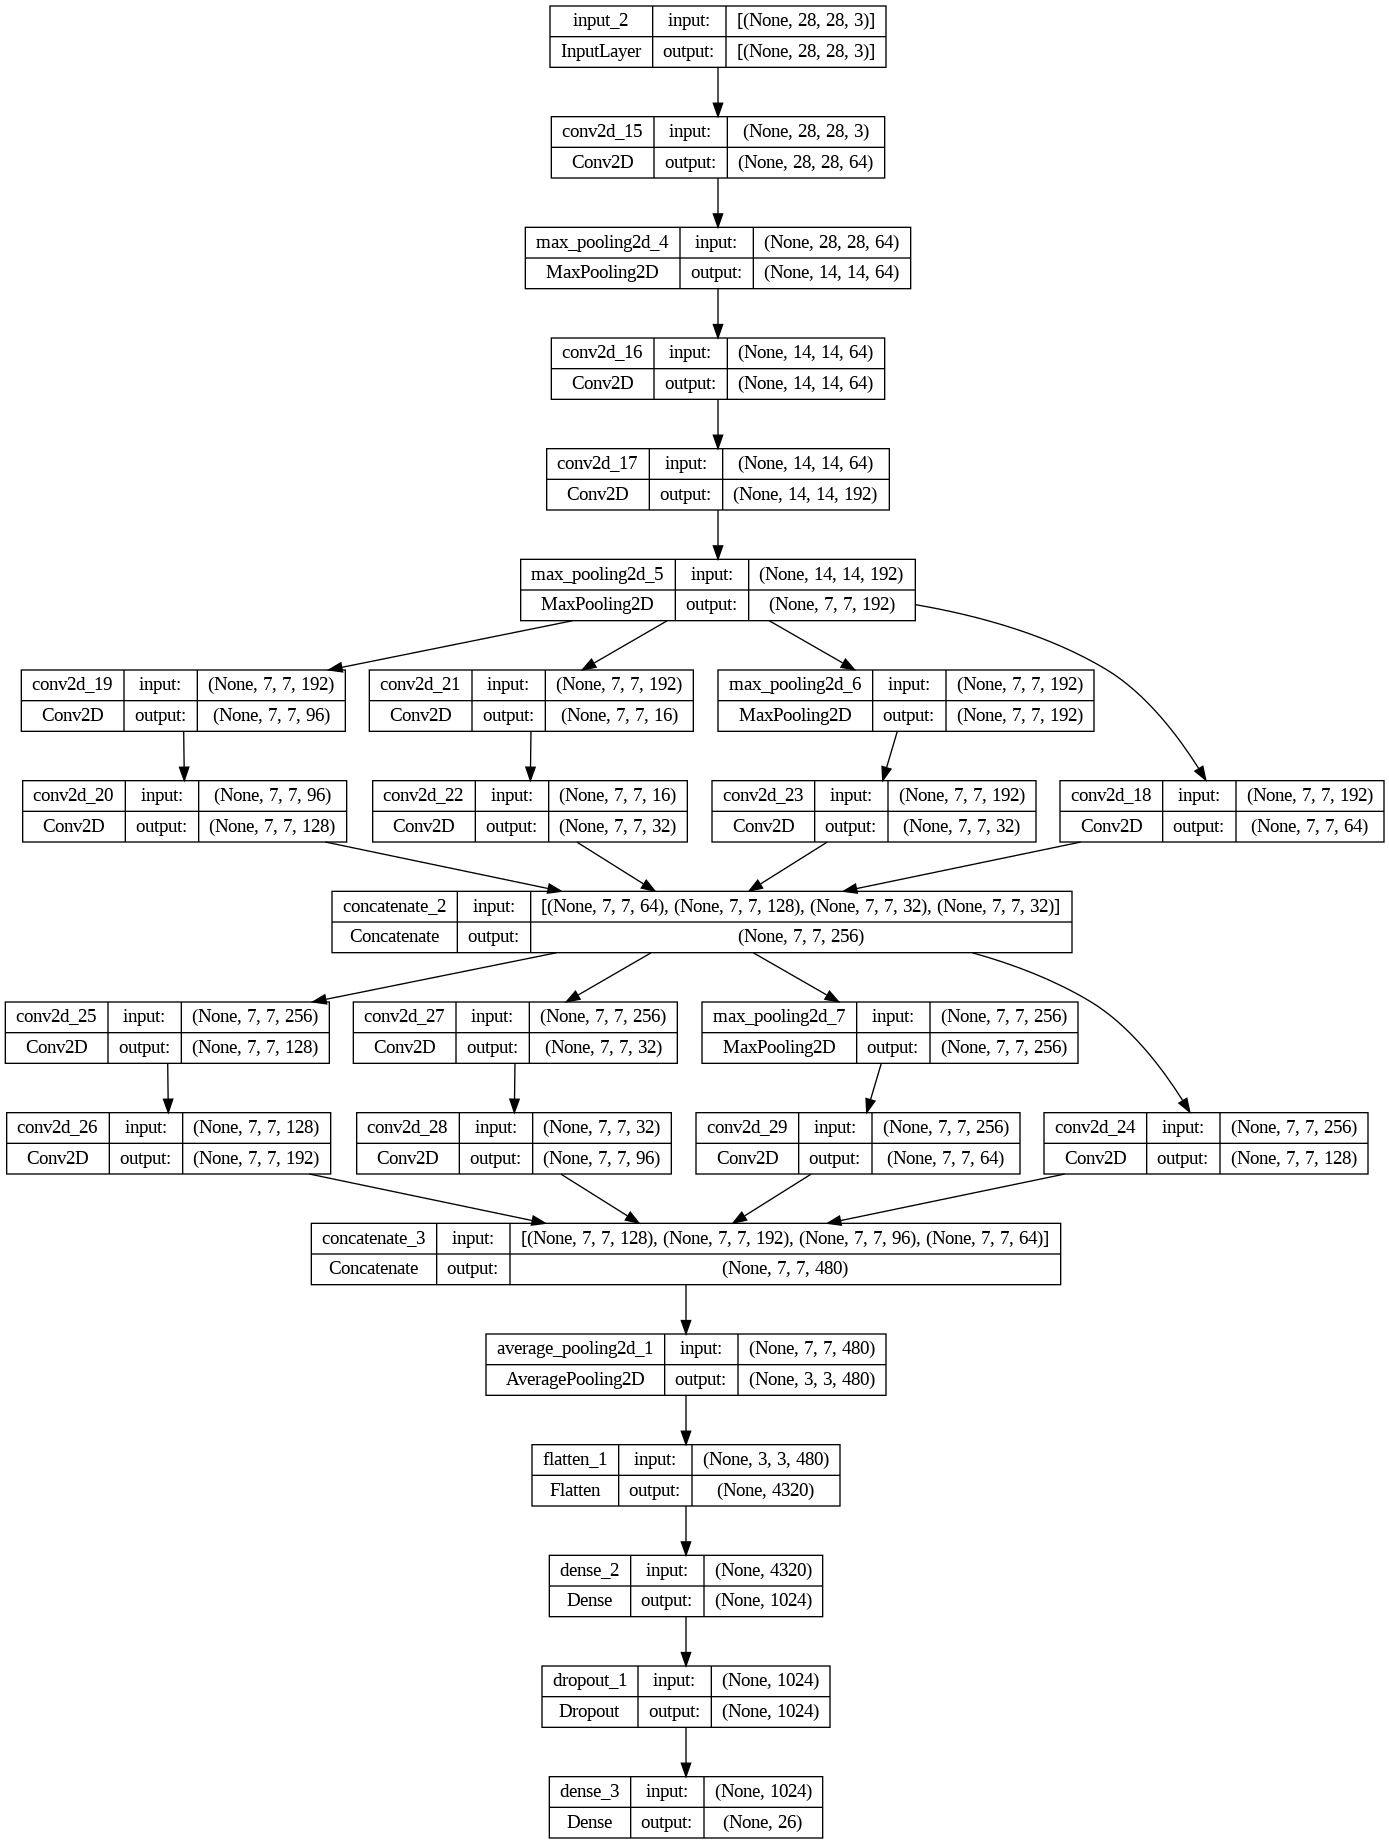 input_2 input: [(None, 28, 28, 3)]
InputLayer output: [(None, 28, 28, 3)]
conv2d_15 input: (None, 28, 28, 3)
Conv2D output: (None, 28, 28, 64)
max_pooling2d_4 input: (None, 28, 28, 64)
MaxPooling2D output: (None, 14, 14, 64)
conv2d_16 input: (None, 14, 14, 64)
Conv2D output: (None, 14, 14, 64)
conv2d_17 input: (None, 14, 14, 64)
Conv2D output: (None, 14, 14, 192)
max_pooling2d_5 input: (None, 14, 14, 192)
MaxPooling2D output: (None, 7, 7, 192)
conv2d_19 input: (None, 7, 7, 192)
Conv2D output: (None, 7, 7, 96)
conv2d_21 input: (None, 7, 7, 192)
Conv2D output: (None, 7, 7, 16)
max_pooling2d_6 input: (None, 7, 7, 192)
MaxPooling2D output: (None, 7, 7, 192)
conv2d_20 input: (None, 7, 7, 96)
Conv2D output: (None, 7, 7, 128)
conv2d_22 input: (None, 7, 7, 16)
Conv2D output: (None, 7, 7, 32)
conv2d_23 input: (None, 7, 7, 192)
Conv2D output: (None, 7, 7, 32)
conv2d_18 input: (None, 7, 7, 192)
Conv2D output: (None, 7, 7, 64)
concatenate_2 input: [(None, 7, 7, 64), (None, 7, 7, 128), (None, 7, 7, 32), (None, 7, 7, 32)]
Concatenate output: (None, 7, 7, 256)
conv2d_25 input: (None, 7, 7, 256)
Conv2D output: (None, 7, 7, 128)
conv2d_27 input: (None, 7, 7, 256)
Conv2D output: (None, 7, 7, 32)
max_pooling2d_7 input: (None, 7, 7, 256)
MaxPooling2D output: (None, 7, 7, 256)
conv2d_26 input: (None, 7, 7, 128)
Conv2D output: (None, 7, 7, 192)
conv2d_28 input: (None, 7, 7, 32)
Conv2D output: (None, 7, 7, 96)
conv2d_29 input: (None, 7, 7, 256)
Conv2D output: (None, 7, 7, 64)
conv2d_24 input: (None, 7, 7, 256)
Conv2D output: (None, 7, 7, 128)
concatenate_3 input: [(None, 7, 7, 128), (None, 7, 7, 192), (None, 7, 7, 96), (None, 7, 7, 64)]
Concatenate output: (None, 7, 7, 480)
average_pooling2d_1 input: (None, 7, 7, 480)
AveragePooling2D output: (None, 3, 3, 480)
flatten_1 input: (None, 3, 3, 480)
Flatten output: (None, 4320)
dense_2 input: (None, 4320)
Dense output: (None, 1024)
dropout_1 input: (None, 1024)
Dropout output: (None, 1024)
dense_3 input: (None, 1024)
Dense output: (None, 26)